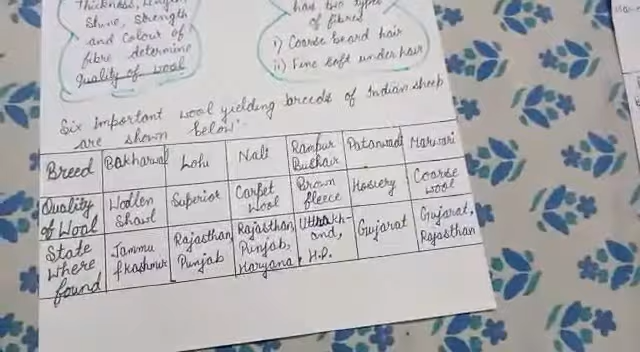 Thickness, Length,
Shine, Strength
and Colour of
fibre determine
quality of wool
has two types
of fibres
i) Coarse beard hair
ii) Fine soft under hair
Six important wool yielding breeds of Indian sheep
are shown below:
Breed | Bakharwal | Lohi | Nali | Rampur Bushair | Patanwadi | Marwari
Quality of Wool | Woolen Shawl | Superior | Carpet Wool | Brown fleece | Hosiery | Coarse wool
State where found | Jammu & Kashmir | Rajasthan Punjab | Rajasthan, Punjab, Haryana | Uttrakhand, H.P. | Gujarat | Gujarat, Rajasthan